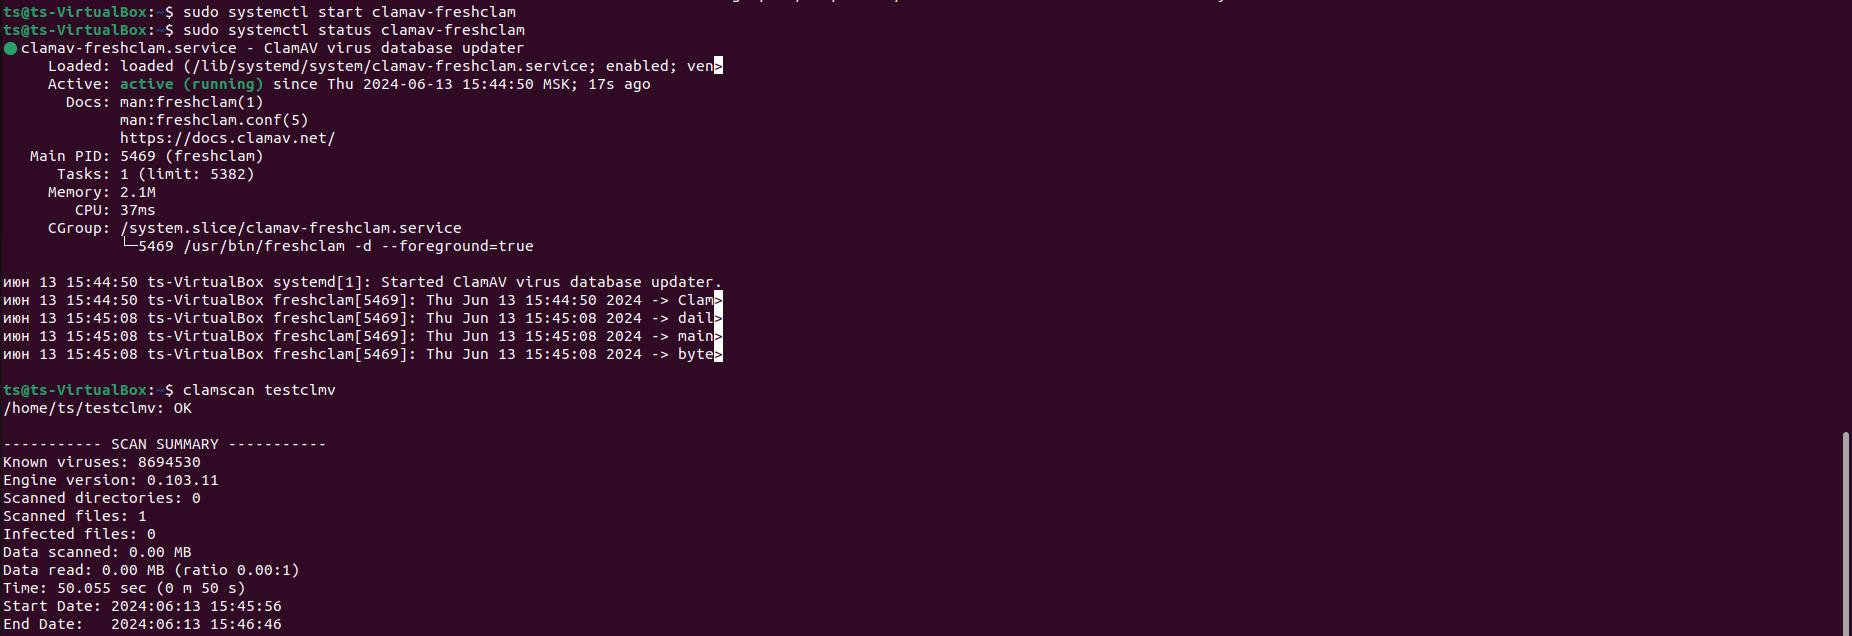 ts@ts-VirtualBox:~$ sudo systemctl start clamav-freshclam
ts@ts-VirtualBox:~$ sudo systemctl status clamav-freshclam
● clamav-freshclam.service - ClamAV virus database updater
     Loaded: loaded (/lib/systemd/system/clamav-freshclam.service; enabled; ven>
     Active: active (running) since Thu 2024-06-13 15:44:50 MSK; 17s ago
       Docs: man:freshclam(1)
             man:freshclam.conf(5)
             https://docs.clamav.net/
   Main PID: 5469 (freshclam)
      Tasks: 1 (limit: 5382)
     Memory: 2.1M
        CPU: 37ms
     CGroup: /system.slice/clamav-freshclam.service
             └─5469 /usr/bin/freshclam -d --foreground=true
июн 13 15:44:50 ts-VirtualBox systemd[1]: Started ClamAV virus database updater.
июн 13 15:44:50 ts-VirtualBox freshclam[5469]: Thu Jun 13 15:44:50 2024 -> Clam>
июн 13 15:45:08 ts-VirtualBox freshclam[5469]: Thu Jun 13 15:45:08 2024 -> dail>
июн 13 15:45:08 ts-VirtualBox freshclam[5469]: Thu Jun 13 15:45:08 2024 -> main>
июн 13 15:45:08 ts-VirtualBox freshclam[5469]: Thu Jun 13 15:45:08 2024 -> byte>
ts@ts-VirtualBox:~$ clamscan testclmv
/home/ts/testclmv: OK
----------- SCAN SUMMARY -----------
Known viruses: 8694530
Engine version: 0.103.11
Scanned directories: 0
Scanned files: 1
Infected files: 0
Data scanned: 0.00 MB
Data read: 0.00 MB (ratio 0.00:1)
Time: 50.055 sec (0 m 50 s)
Start Date: 2024:06:13 15:45:56
End Date:   2024:06:13 15:46:46